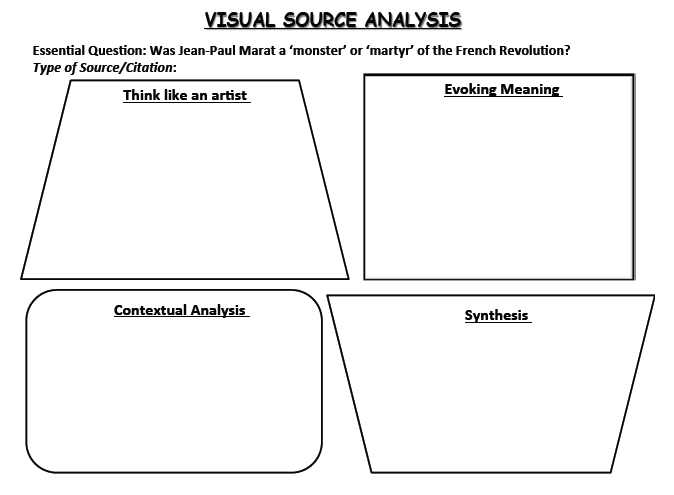 VISUAL SOURCE ANALYSIS
Essential Question: Was Jean-Paul Marat a ‘monster’ or ‘martyr’ of the French Revolution?
Type of Source/Citation:
Think like an artist
Evoking Meaning
Contextual Analysis
Synthesis